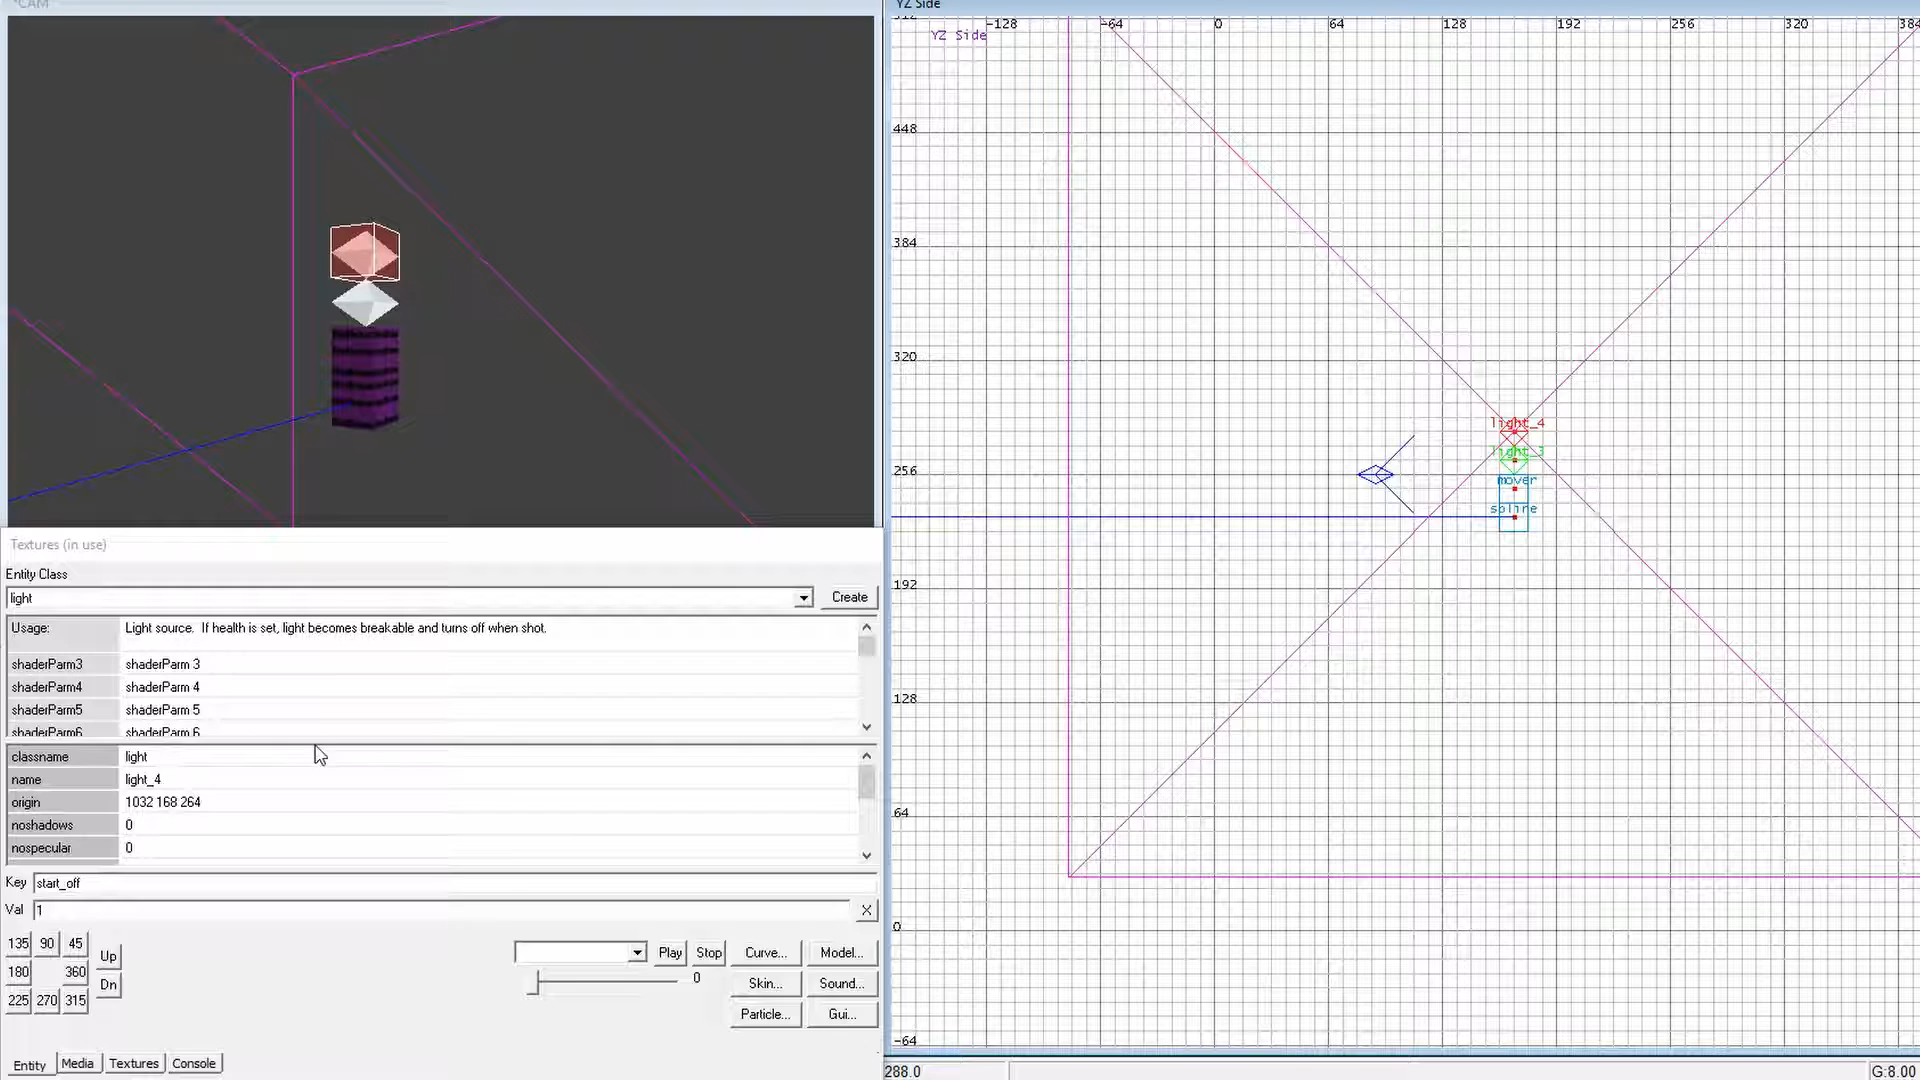 *CAM
YZ Side
YZ Side
-128
-64
0
64
128
192
256
320
384
448
384
320
256
192
128
64
0
-64
light_4
light_3
mover
spline
Textures (in use)
Entity Class
light
Create
Usage: Light source. If health is set, light becomes breakable and turns off when shot.
shaderParm3 shaderParm 3
shaderParm4 shaderParm 4
shaderParm5 shaderParm 5
shaderParm6 shaderParm 6
classname light
name light_4
origin 1032 168 264
noshadows 0
nospecular 0
Key start_off
Val 1 X
135 90 45 Up
180 360 Dn
225 270 315
Play Stop Curve... Model...
0 Skin... Sound...
Particle... Gui...
Entity Media Textures Console
288.0
G:8.00